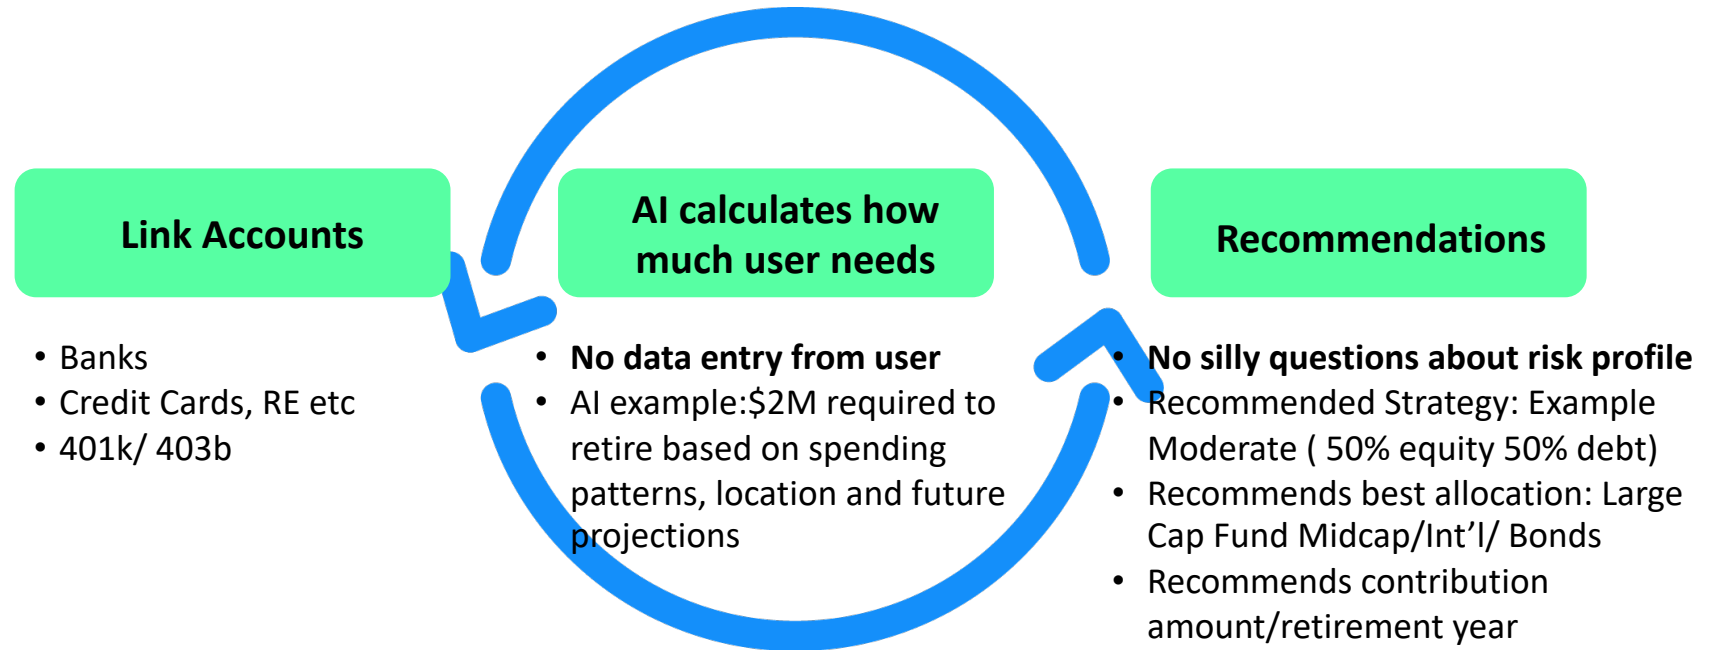 Link Accounts
• Banks
• Credit Cards, RE etc
• 401k/ 403b
AI calculates how
much user needs
• No data entry from user
• AI example:$2M required to
retire based on spending
patterns, location and future
projections
Recommendations
• No silly questions about risk profile
• Recommended Strategy: Example
Moderate ( 50% equity 50% debt)
• Recommends best allocation: Large
Cap Fund Midcap/Int’l/ Bonds
• Recommends contribution
amount/retirement year